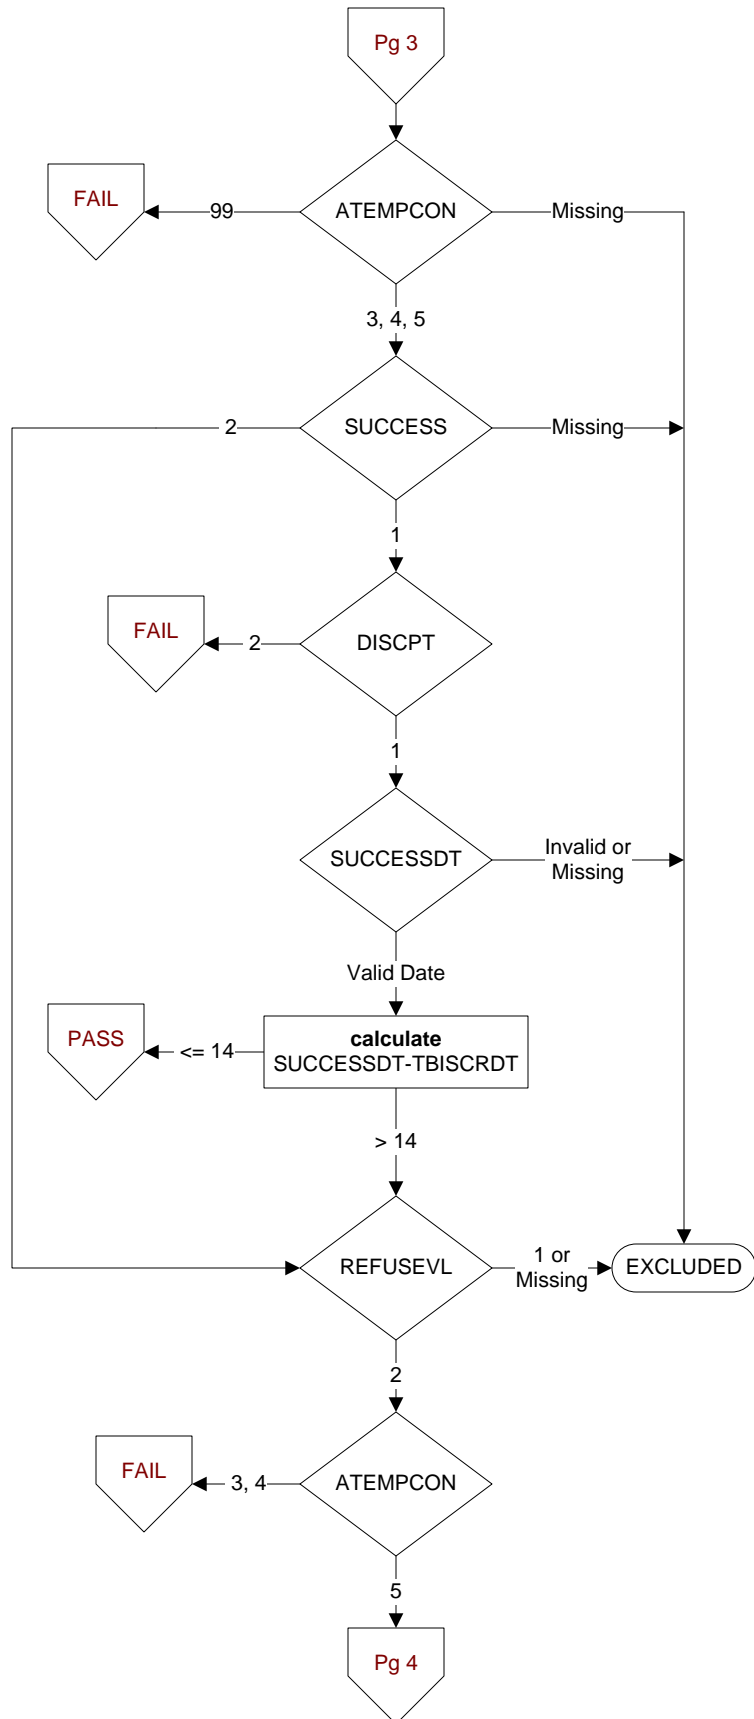 Pg 3
FAIL
99
ATEMPCON
Missing
3, 4, 5
2
SUCCESS
Missing
1
FAIL
2
DISCPT
1
SUCCESSDT
Invalid or
Missing
Valid Date
PASS
<= 14
calculate
SUCCESSDT-TBISCRDT
> 14
REFUSEVL
1 or
Missing
EXCLUDED
2
FAIL
3, 4
ATEMPCON
5
Pg 4